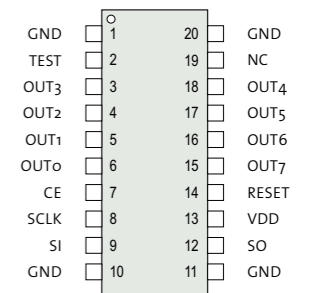 GND 1 20 GND
TEST 2 19 NC
OUT3 3 18 OUT4
OUT2 4 17 OUT5
OUT1 5 16 OUT6
OUT0 6 15 OUT7
CE 7 14 RESET
SCLK 8 13 VDD
SI 9 12 SO
GND 10 11 GND